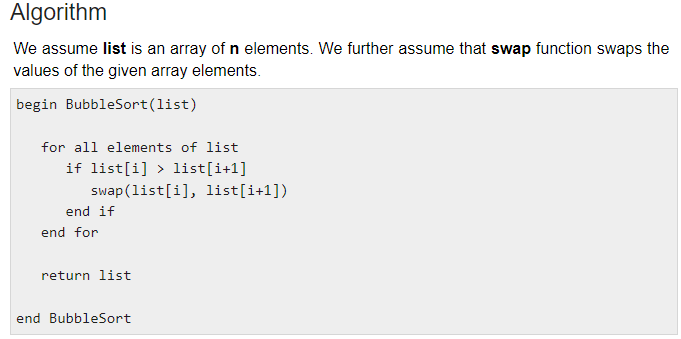 Algorithm
We assume list is an array of n elements. We further assume that swap function swaps the
values of the given array elements.
begin BubbleSort(list)
for all elements of list
if list[i] > list[i+1]
swap(list[i], list[i+1])
end if
end for
return list
end BubbleSort